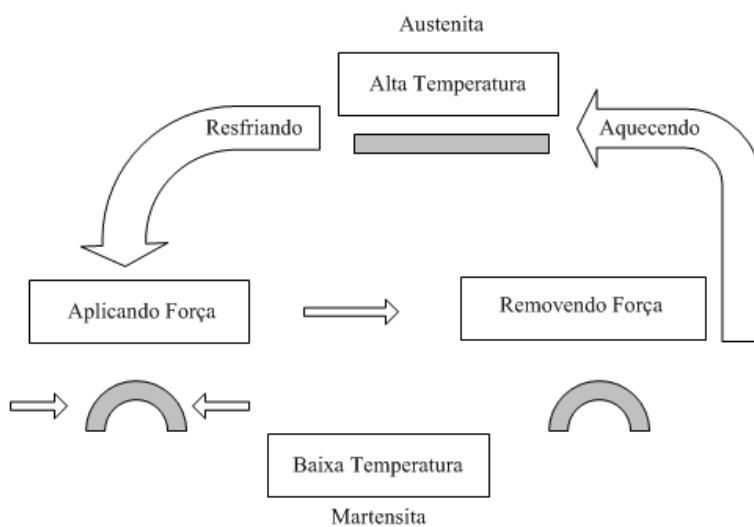 Austenita
Alta Temperatura
Resfriando
Aquecendo
Aplicando Força
Removendo Força
Baixa Temperatura
Martensita